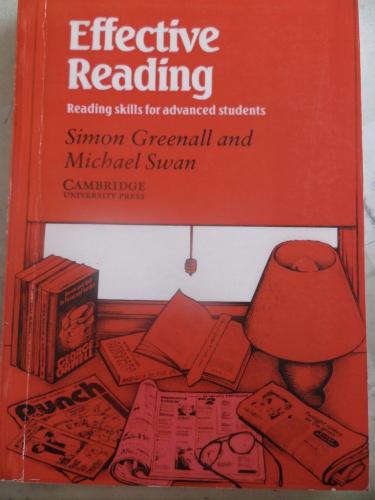 Effective
Reading
Reading skills for advanced students
Simon Greenall and
Michael Swan
CAMBRIDGE
UNIVERSITY PRESS
GEORGE
ORWELL
Punch